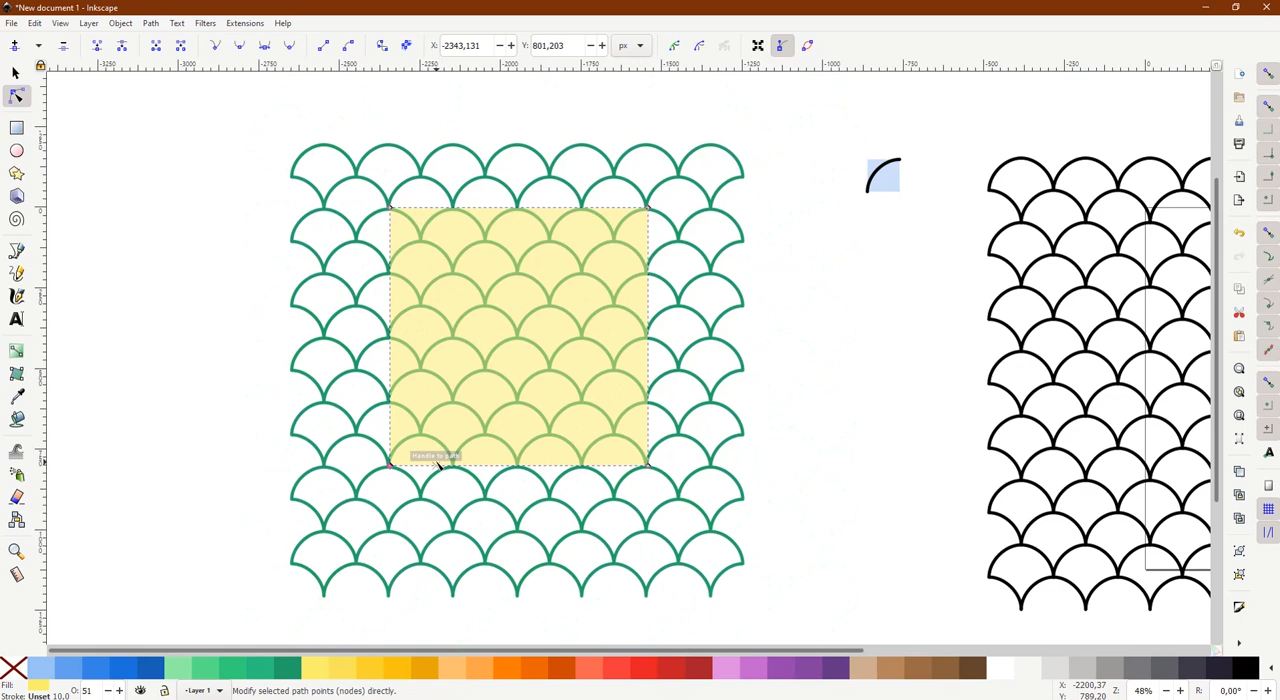 *New document 1 - Inkscape
File Edit View Layer Object Path Text Filters Extensions Help
X: -2343,131 Y: 801,203 px
-3250 -3000 -2750 -2500 -2250 -2000 -1750 -1500 -1250 -1000 -750 -500 -250 0
Handle to path
Fill:
Stroke: Unset 10,0
O: 51
-Layer 1
Modify selected path points (nodes) directly.
X: -2200,37
Y: 789,20
Z: 48%
R: 0,00°